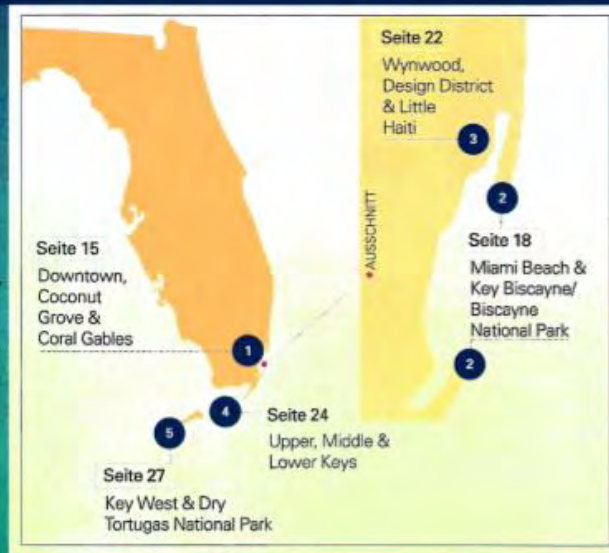 Seite 22
Wynwood,
Design District
& Little
Haiti
3
2
AUSSCHNITT
Seite 15
Downtown,
Coconut
Grove &
Coral Gables
1
Seite 18
Miami Beach &
Key Biscayne/
Biscayne
National Park
2
4
Seite 24
Upper, Middle &
Lower Keys
5
Seite 27
Key West & Dry
Tortugas National Park